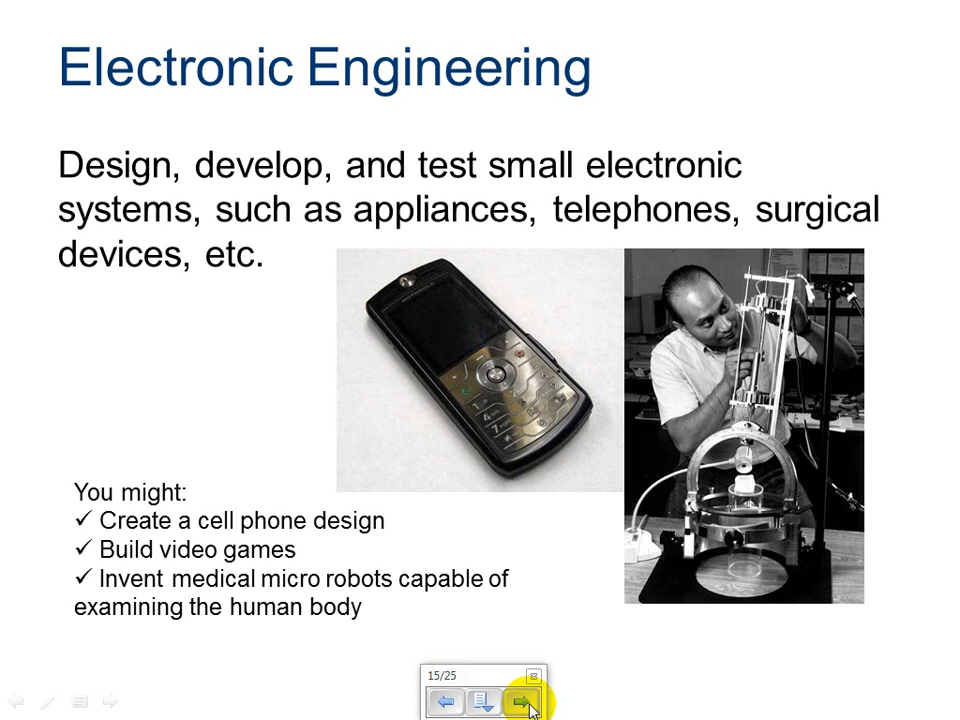 Electronic Engineering
Design, develop, and test small electronic
systems, such as appliances, telephones, surgical
devices, etc.
MOTOROLA
You might:
✓ Create a cell phone design
✓ Build video games
✓ Invent medical micro robots capable of
examining the human body
15/25